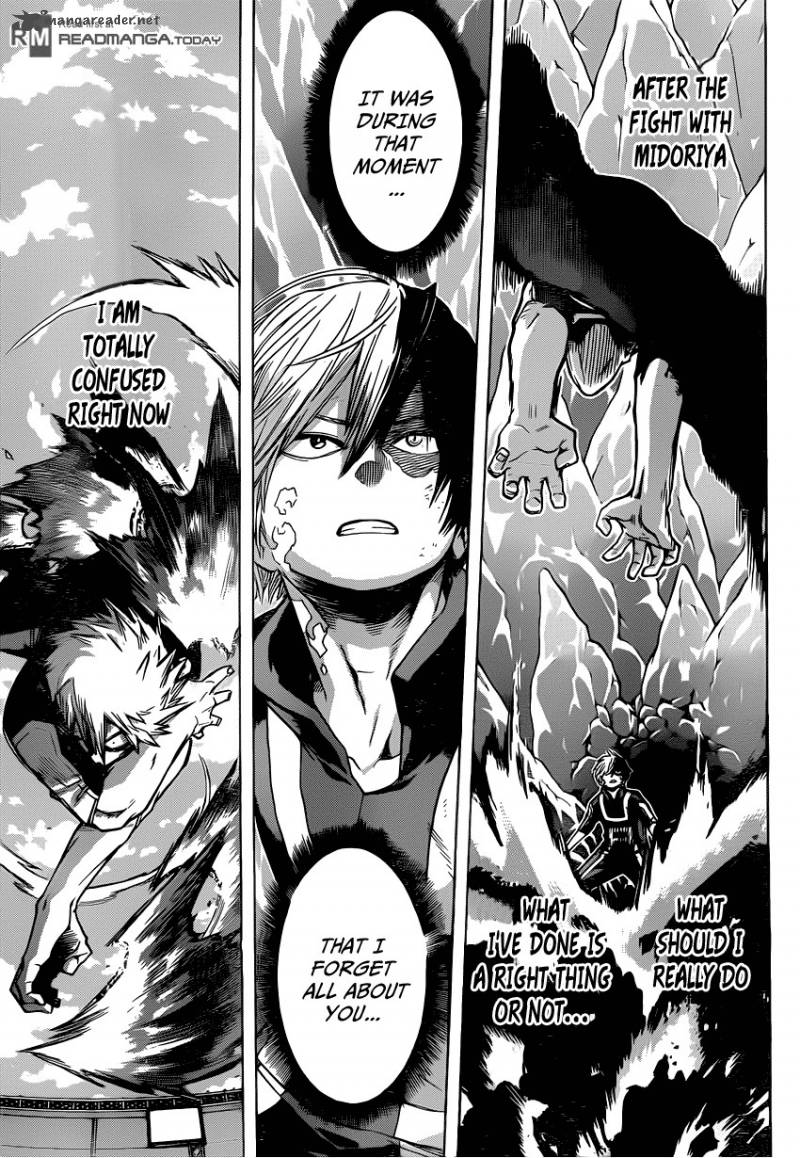 mangareader.net
RM READMANGA.TODAY
AFTER THE
FIGHT WITH
MIDORIYA
WHAT
SHOULD I
REALLY DO
WHAT
I'VE DONE IS
A RIGHT THING
OR NOT...
IT WAS
DURING
THAT
MOMENT
...
THAT I
FORGET
ALL ABOUT
YOU...
I AM
TOTALLY
CONFUSED
RIGHT NOW